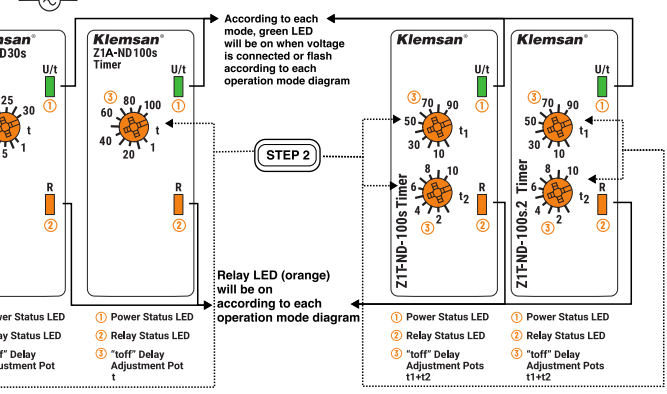 nsan®
D30s
U/t
①
25
30
t
1
5
R
②
ver Status LED
ay Status LED
f" Delay
ustment Pot
Klemsan®
Z1A-ND100s
Timer
U/t
①
③
80
100
60
t
40
1
20
R
②
① Power Status LED
② Relay Status LED
③ "toff" Delay
Adjustment Pot
t
According to each
mode, green LED
will be on when voltage
is connected or flash
according to each
operation mode diagram
STEP 2
Relay LED (orange)
will be on
according to each
operation mode diagram
Klemsan®
U/t
①
③
70
90
50
t1
30
10
8
10
6
t2
4
2
③
R
②
Z1T-ND-100s Timer
① Power Status LED
② Relay Status LED
③ "toff" Delay
Adjustment Pots
t1+t2
Klemsan®
U/t
①
③
70
90
50
t1
30
10
8
10
6
t2
4
2
③
R
②
Z1T-ND-100s.2 Timer
① Power Status LED
② Relay Status LED
③ "toff" Delay
Adjustment Pots
t1+t2